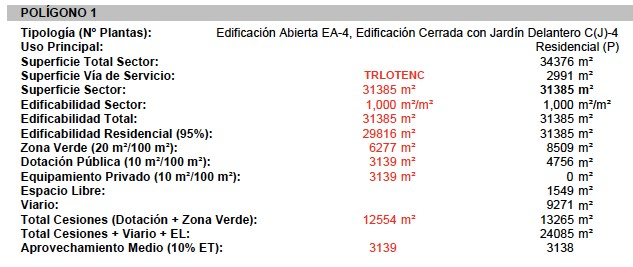 POLÍGONO 1
Tipología (Nº Plantas): Edificación Abierta EA-4, Edificación Cerrada con Jardín Delantero C(J)-4
Uso Principal: Residencial (P)
Superficie Total Sector: 34376 m²
Superficie Vía de Servicio: TRLOTENC 2991 m²
Superficie Sector: 31385 m² 31385 m²
Edificabilidad Sector: 1,000 m²/m² 1,000 m²/m²
Edificabilidad Total: 31385 m² 31385 m²
Edificabilidad Residencial (95%): 29816 m² 31385 m²
Zona Verde (20 m²/100 m²): 6277 m² 8509 m²
Dotación Pública (10 m²/100 m²): 3139 m² 4756 m²
Equipamiento Privado (10 m²/100 m²): 3139 m² 0 m²
Espacio Libre: 1549 m²
Viario: 9271 m²
Total Cesiones (Dotación + Zona Verde): 12554 m² 13265 m²
Total Cesiones + Viario + EL: 24085 m²
Aprovechamiento Medio (10% ET): 3139 3138